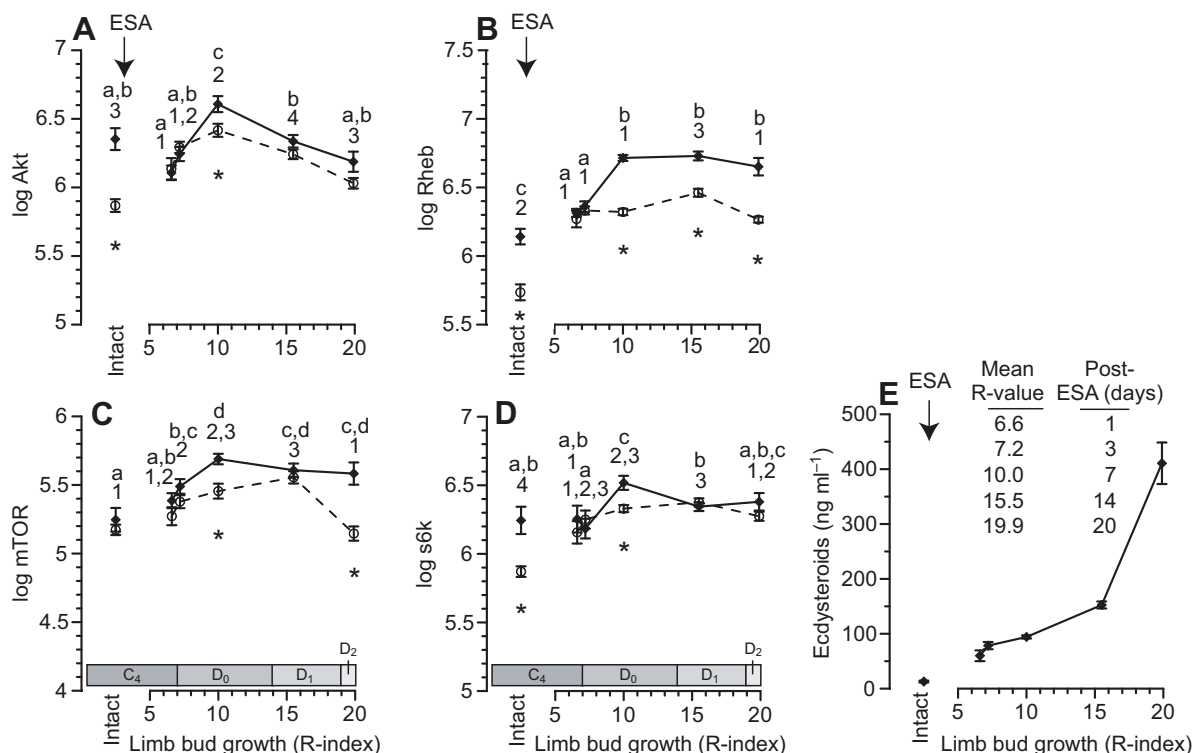 A
ESA
7
6.5
6
5.5
5
log Akt
a,b
3
a
1
a,b
1,2
c
2
b
4
a,b
3
*
*
Intact
5
10
15
20
B
ESA
7.5
7
6.5
6
5.5
log Rheb
c
2
a
1
a
1
b
1
b
3
b
1
*
*
*
*
Intact
5
10
15
20
C
6
5.5
5
4.5
4
log mTOR
a
1
a,b
1,2
b,c
2
d
2,3
c,d
3
c,d
1
*
*
C4
D0
D1
D2
Intact
5
10
15
20
Limb bud growth (R-index)
D
7
6.5
6
5.5
5
log s6k
a,b
4
a,b
1
a
1,2,3
c
2,3
b
3
a,b,c
1,2
*
*
C4
D0
D1
D2
Intact
5
10
15
20
Limb bud growth (R-index)
E
ESA
Mean Post-
R-value ESA (days)
6.6 1
7.2 3
10.0 7
15.5 14
19.9 20
500
450
400
350
300
250
200
150
100
50
0
Ecdysteroids (ng ml−1)
Intact
5
10
15
20
Limb bud growth (R-index)